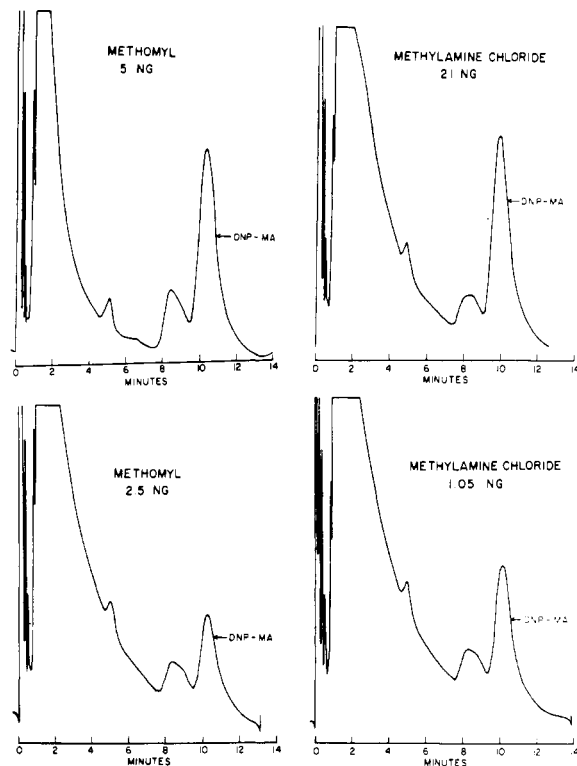 METHOMYL
5 NG
DNP-MA
0 2 4 6 8 10 12 14
MINUTES
METHYLAMINE CHLORIDE
21 NG
DNP-MA
0 2 4 6 8 10 12 14
MINUTES
METHOMYL
2.5 NG
DNP-MA
0 2 4 6 8 10 12 14
MINUTES
METHYLAMINE CHLORIDE
1.05 NG
DNP-MA
0 2 4 6 8 10 12 14
MINUTES